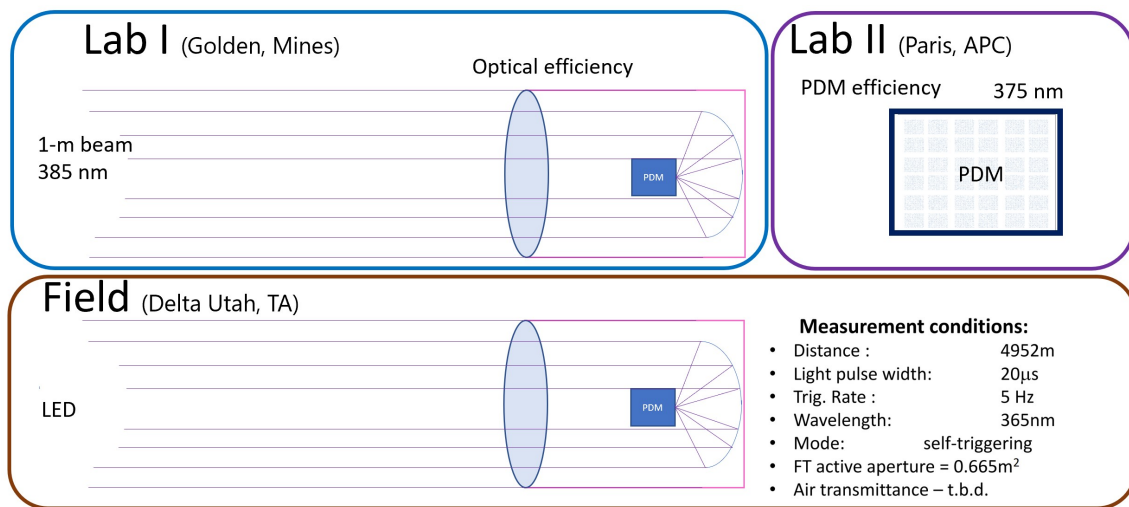 Lab I (Golden, Mines)
Optical efficiency
1-m beam
385 nm
PDM
Lab II (Paris, APC)
PDM efficiency 375 nm
PDM
Field (Delta Utah, TA)
LED
PDM
Measurement conditions:
• Distance : 4952m
• Light pulse width: 20µs
• Trig. Rate : 5 Hz
• Wavelength: 365nm
• Mode: self-triggering
• FT active aperture = 0.665m²
• Air transmittance – t.b.d.